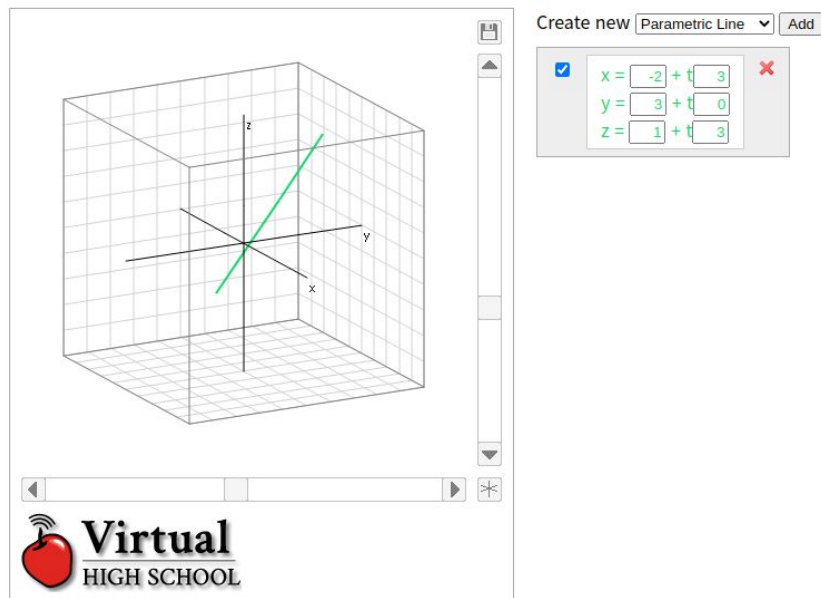 Create new Parametric Line Add
x = -2 + t 3
y = 3 + t 0
z = 1 + t 3
z
y
x
Virtual
HIGH SCHOOL